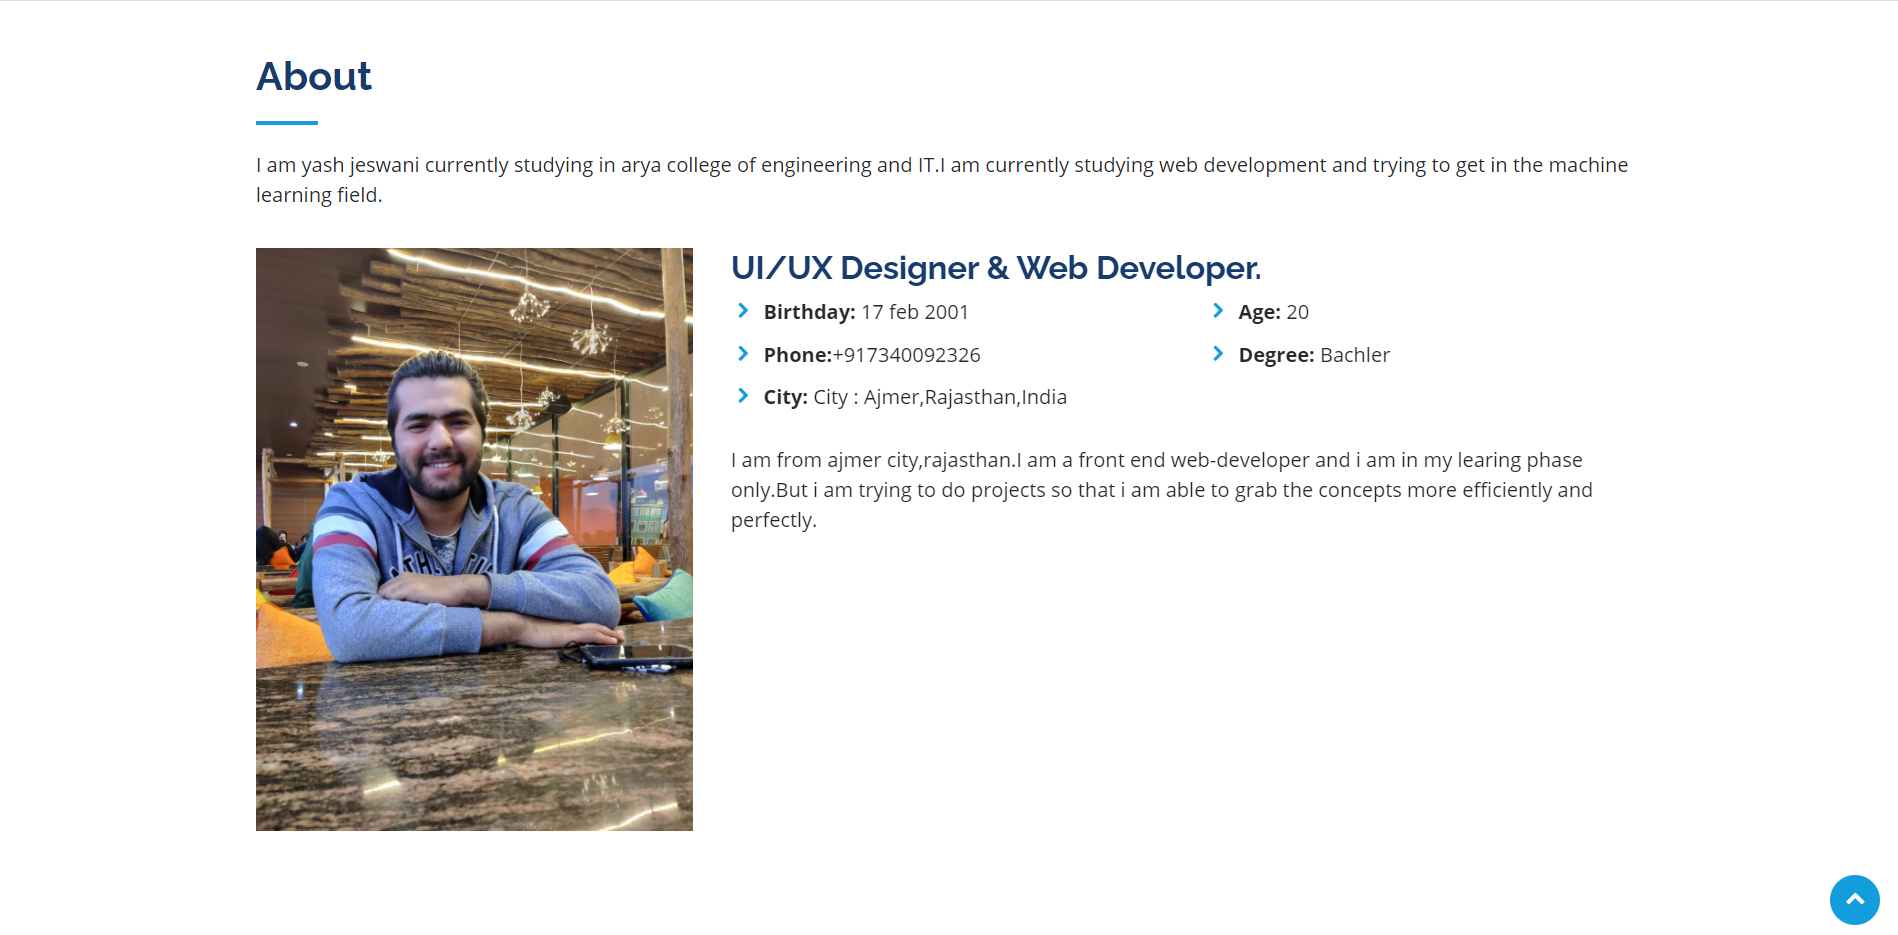 About
I am yash jeswani currently studying in arya college of engineering and IT.I am currently studying web development and trying to get in the machine
learning field.
UI/UX Designer & Web Developer.
Birthday: 17 feb 2001
Age: 20
Phone:+917340092326
Degree: Bachler
City: City : Ajmer,Rajasthan,India
I am from ajmer city,rajasthan.I am a front end web-developer and i am in my learing phase
only.But i am trying to do projects so that i am able to grab the concepts more efficiently and
perfectly.